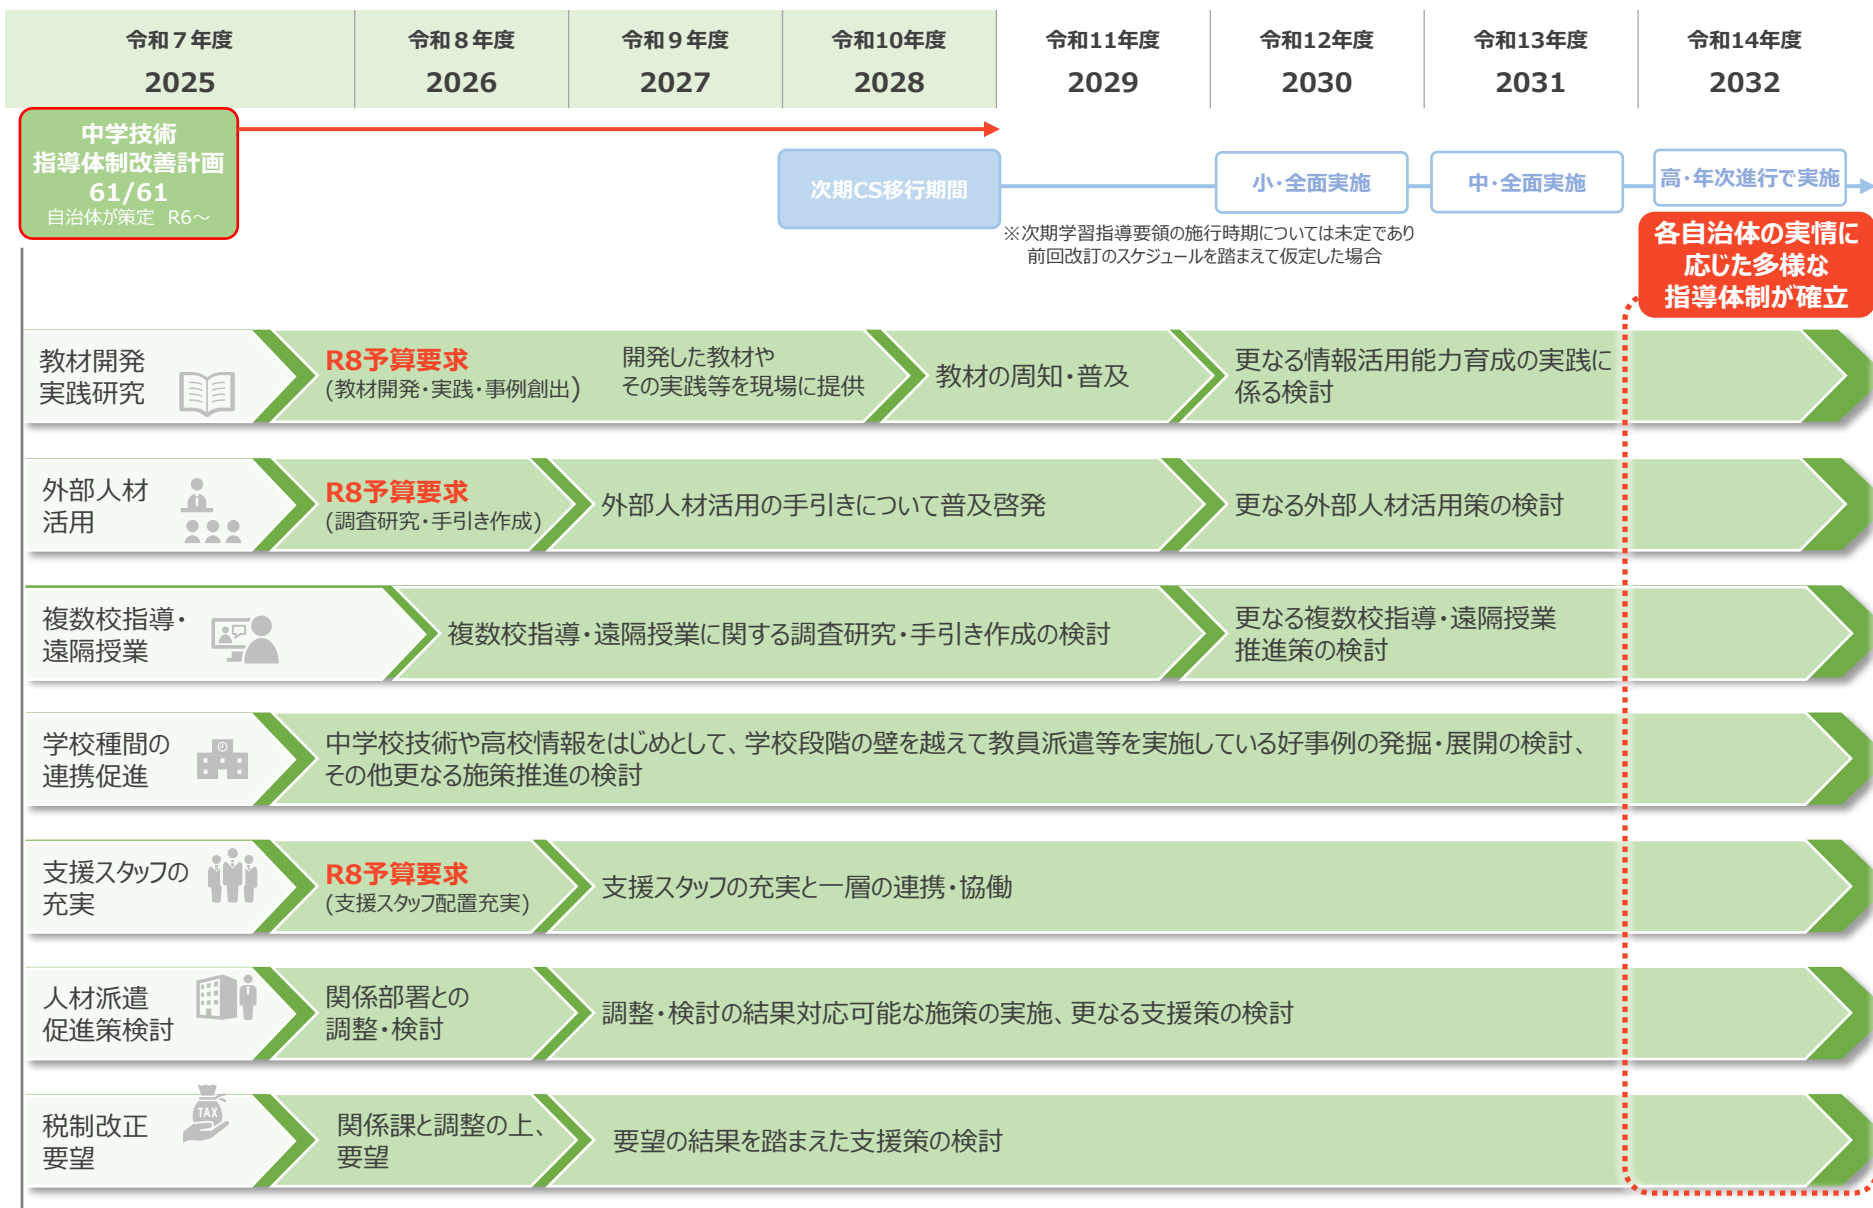 令和７年度
2025
令和８年度
2026
令和９年度
2027
令和10年度
2028
令和11年度
2029
令和12年度
2030
令和13年度
2031
令和14年度
2032
中学技術
指導体制改善計画
61/61
自治体が策定　R6～
次期CS移行期間
小・全面実施
中・全面実施
高・年次進行で実施
※次期学習指導要領の施行時期については未定であり
前回改訂のスケジュールを踏まえて仮定した場合
各自治体の実情に
応じた多様な
指導体制が確立
教材開発
実践研究
R8予算要求
(教材開発・実践・事例創出)
開発した教材や
その実践等を現場に提供
教材の周知・普及
更なる情報活用能力育成の実践に
係る検討
外部人材
活用
R8予算要求
(調査研究・手引き作成)
外部人材活用の手引きについて普及啓発
更なる外部人材活用策の検討
複数校指導・
遠隔授業
複数校指導・遠隔授業に関する調査研究・手引き作成の検討
更なる複数校指導・遠隔授業
推進策の検討
学校種間の
連携促進
中学校技術や高校情報をはじめとして、学校段階の壁を越えて教員派遣等を実施している好事例の発掘・展開の検討、
その他更なる施策推進の検討
支援スタッフの
充実
R8予算要求
(支援スタッフ配置充実)
支援スタッフの充実と一層の連携・協働
人材派遣
促進策検討
関係部署との
調整・検討
調整・検討の結果対応可能な施策の実施、更なる支援策の検討
税制改正
要望
TAX
関係課と調整の上、
要望
要望の結果を踏まえた支援策の検討